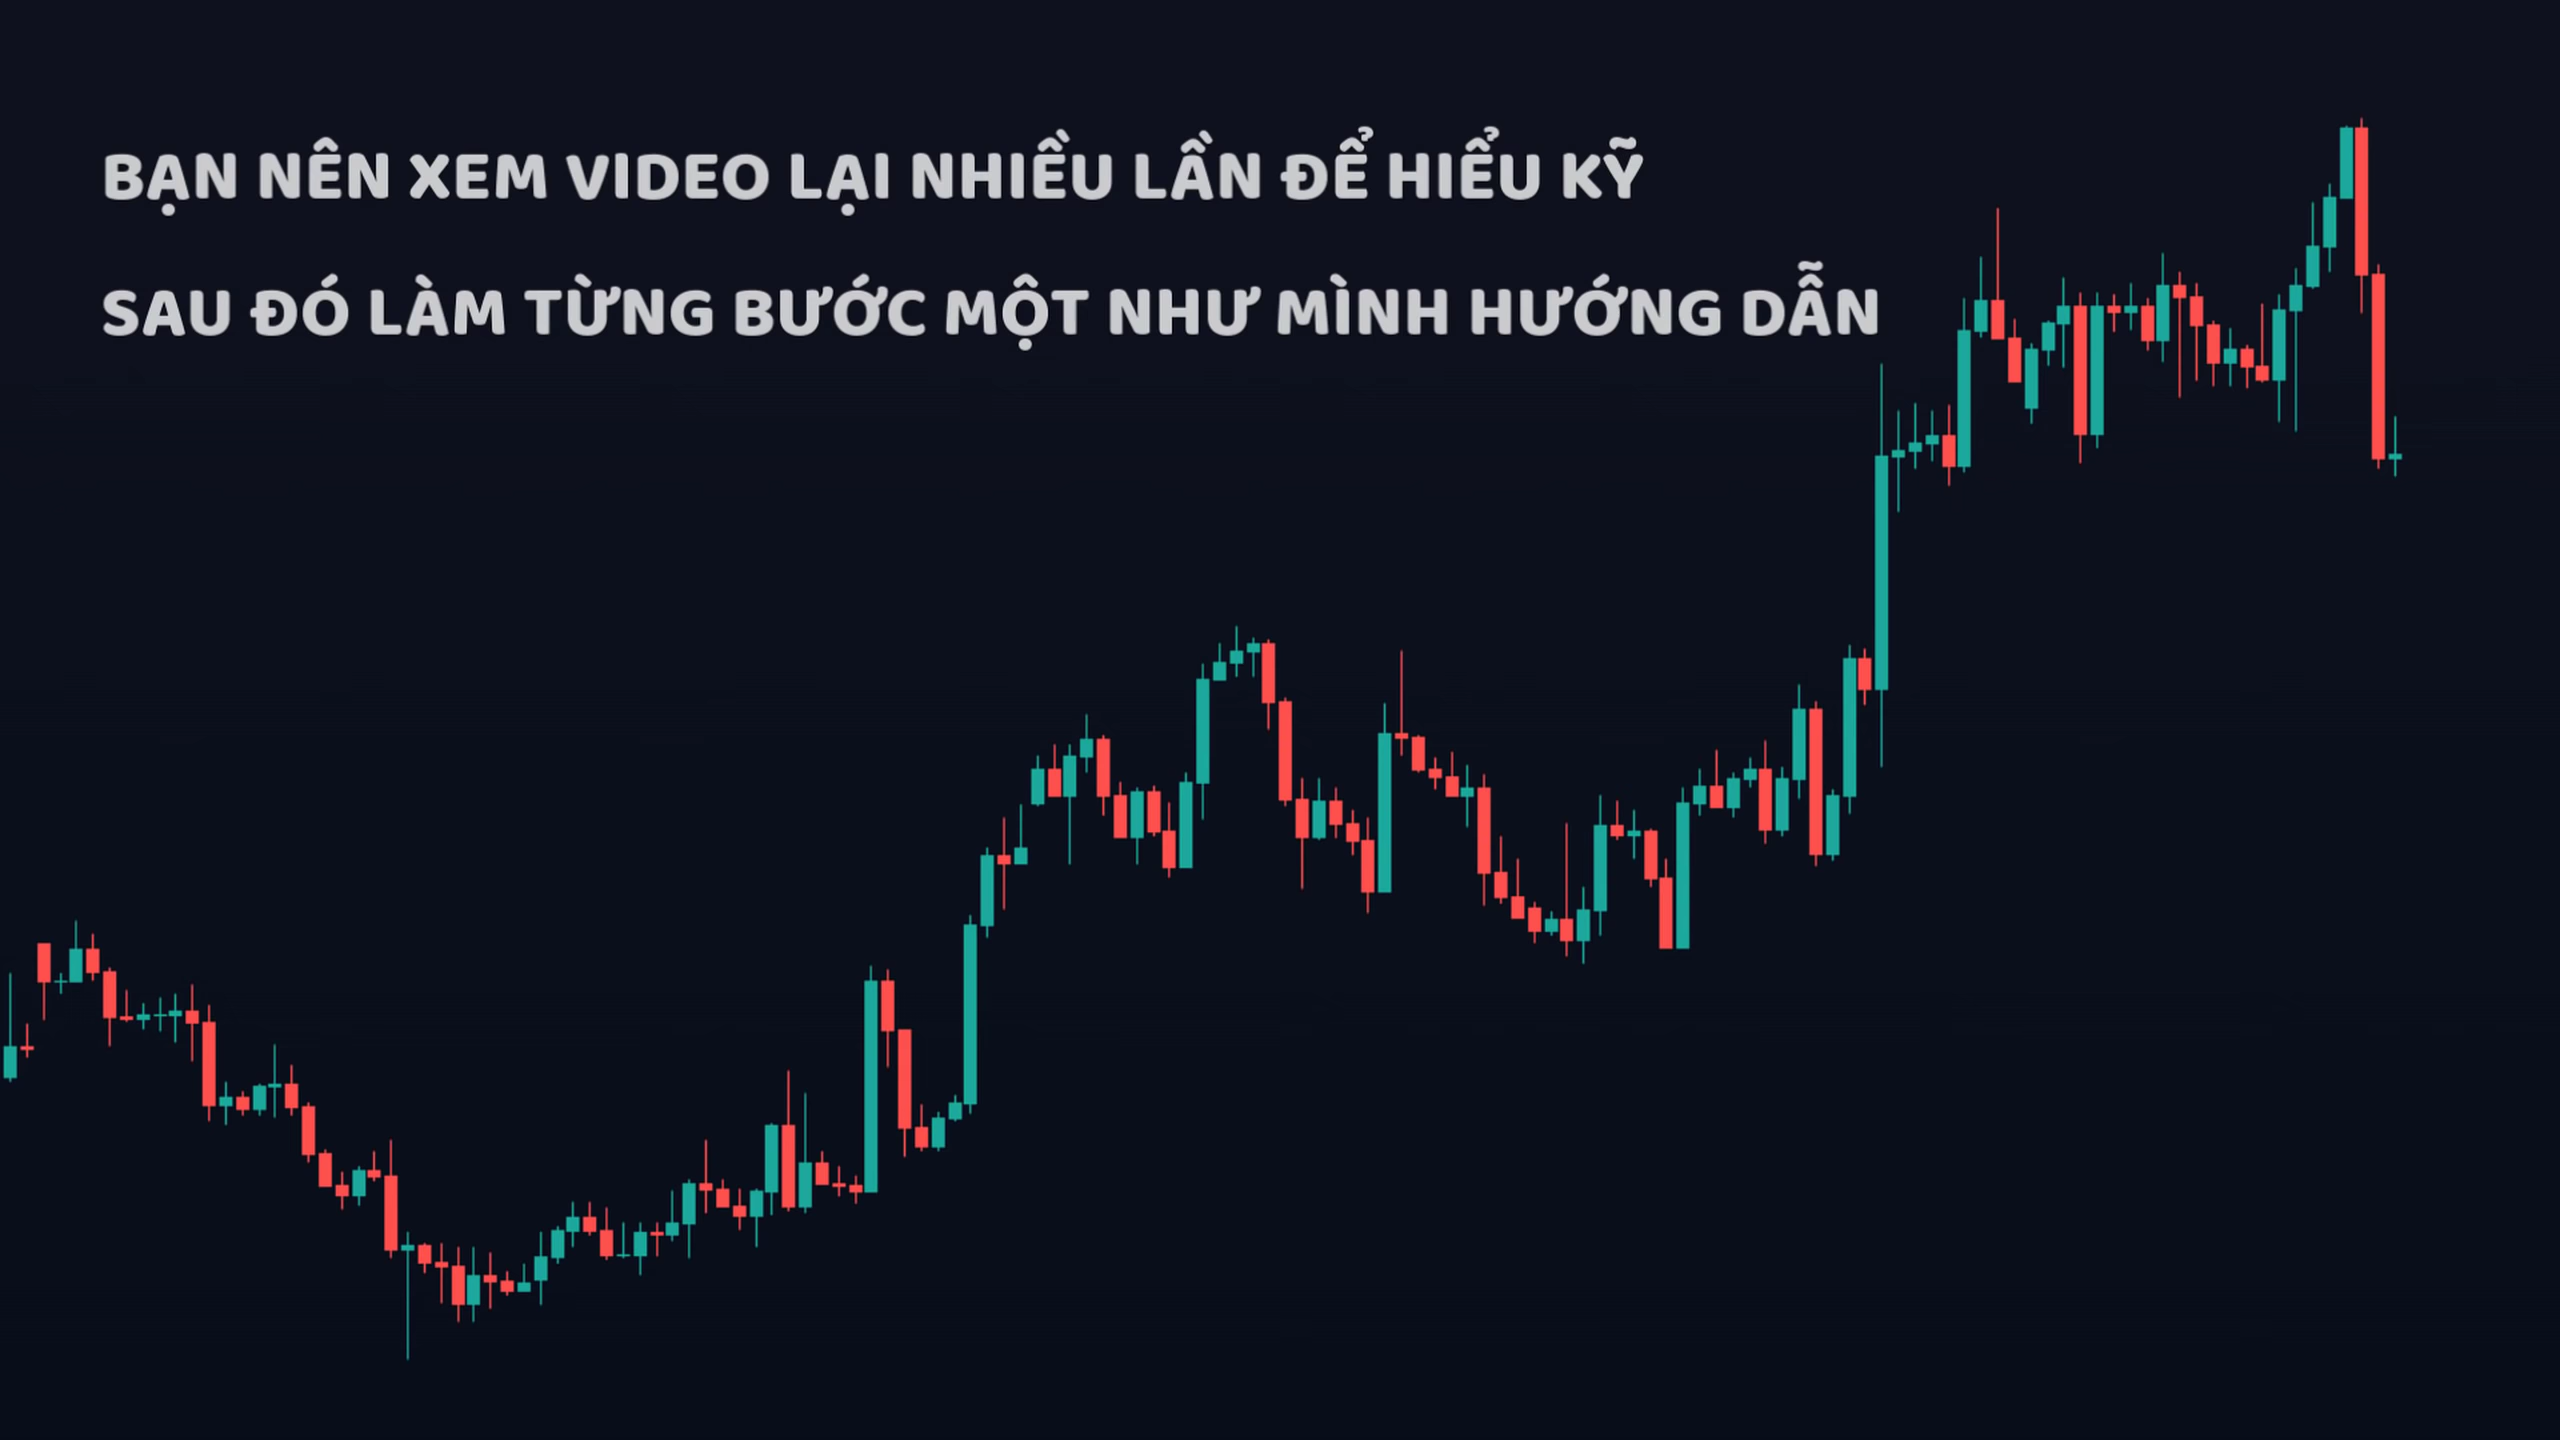 BẠN NÊN XEM VIDEO LẠI NHIỀU LẦN ĐỂ HIỂU KỸ
SAU ĐÓ LÀM TỪNG BƯỚC MỘT NHƯ MÌNH HƯỚNG DẪN